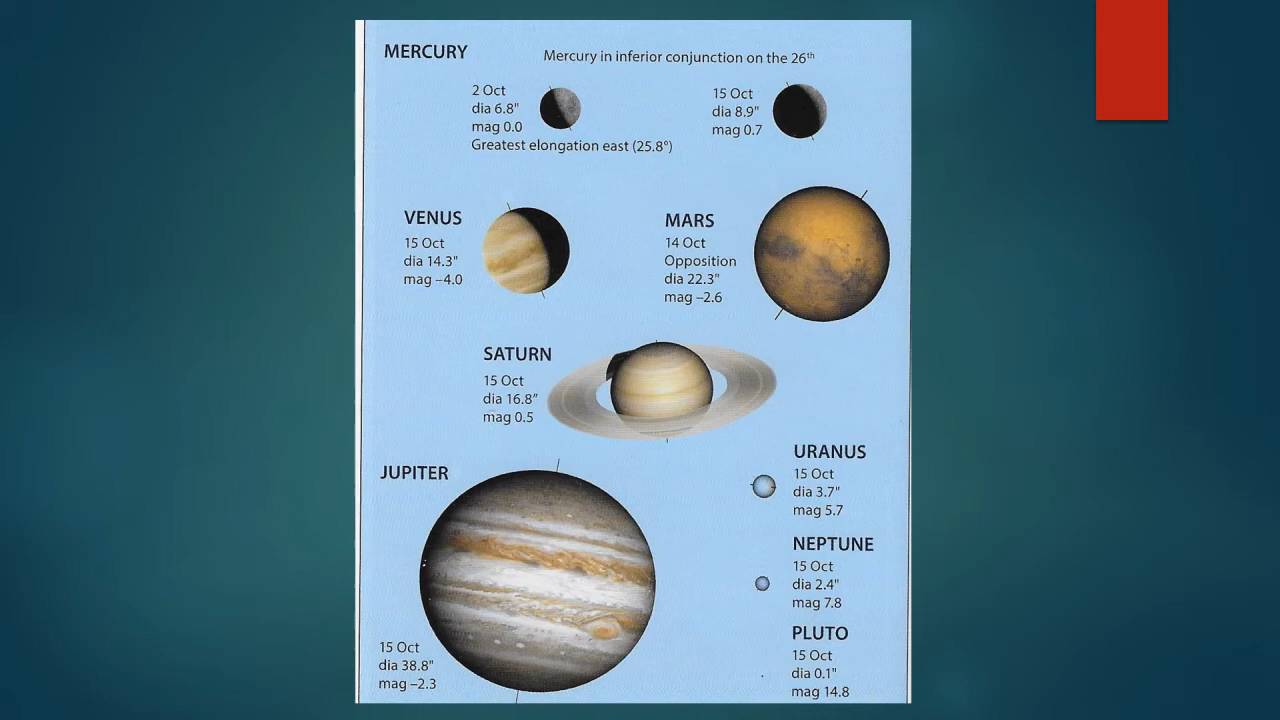 MERCURY
Mercury in inferior conjunction on the 26th
2 Oct
dia 6.8"
mag 0.0
Greatest elongation east (25.8°)
15 Oct
dia 8.9"
mag 0.7
VENUS
15 Oct
dia 14.3"
mag –4.0
MARS
14 Oct
Opposition
dia 22.3"
mag –2.6
SATURN
15 Oct
dia 16.8"
mag 0.5
JUPITER
15 Oct
dia 38.8"
mag –2.3
URANUS
15 Oct
dia 3.7"
mag 5.7
NEPTUNE
15 Oct
dia 2.4"
mag 7.8
PLUTO
15 Oct
dia 0.1"
mag 14.8